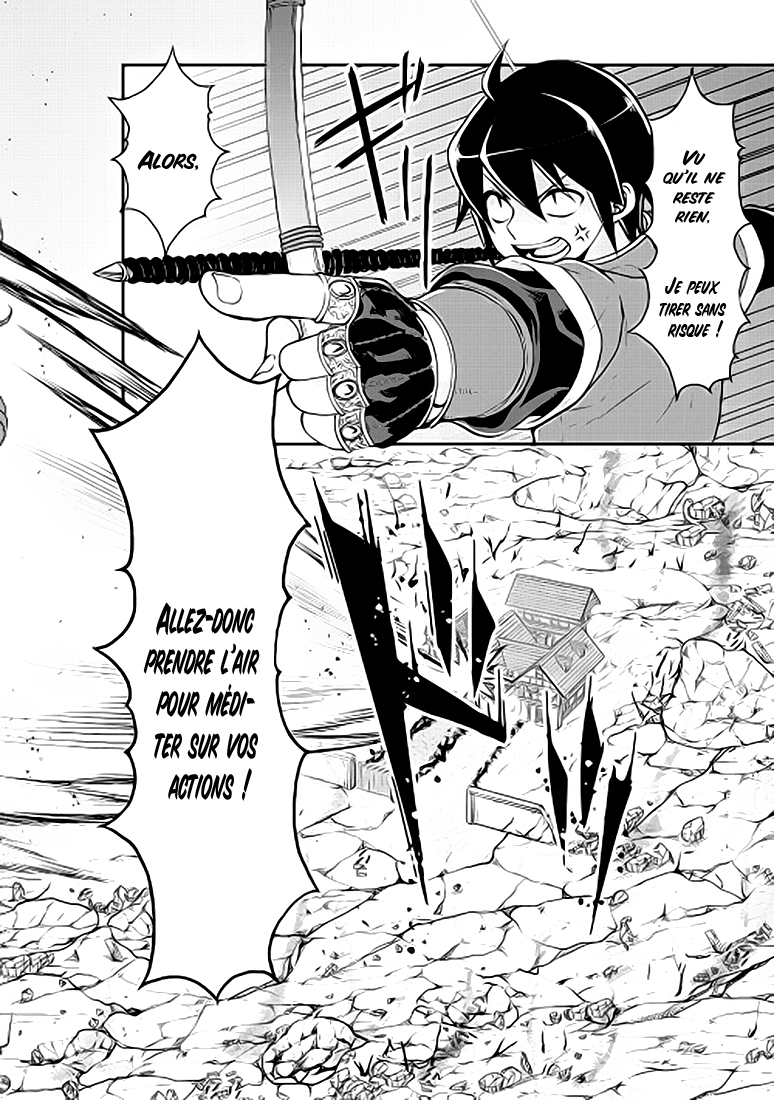 Vu
qu'il ne
reste
rien.
Je peux
tirer sans
risque !
Alors,
Allez-donc
prendre l'air
pour médi-
ter sur vos
actions !